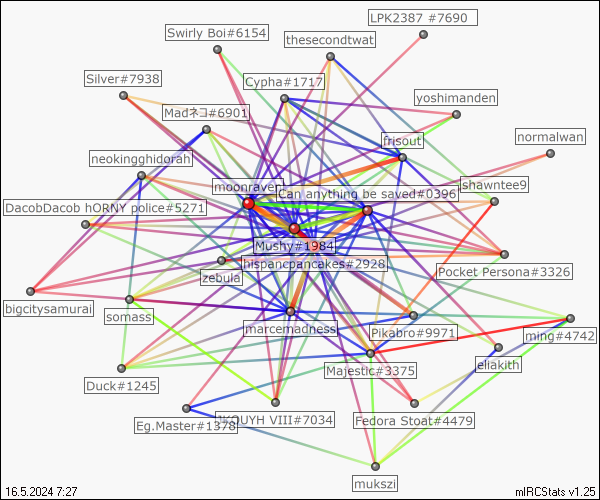 LPK2387 #7690
Swirly Boi#6154
thesecondtwat
Silver#7938
Cypha#1717
yoshimanden
Madネコ#6901
frisout
normalwan
neokingghidorah
moonraven
Can anything be saved#0396
shawntee9
DacobDacob hORNY police#5271
Mushy#1984
hispancpancakes#2928
zebula
Pocket Persona#3326
bigcitysamurai
somass
marcemadness
Pikabro#9971
ming#4742
Majestic#3375
eliakith
Duck#1245
Eg.Master#1378
VIII#7034
Fedora Stoat#4479
mukszi
16.5.2024 7:27
mIRCStats v1.25